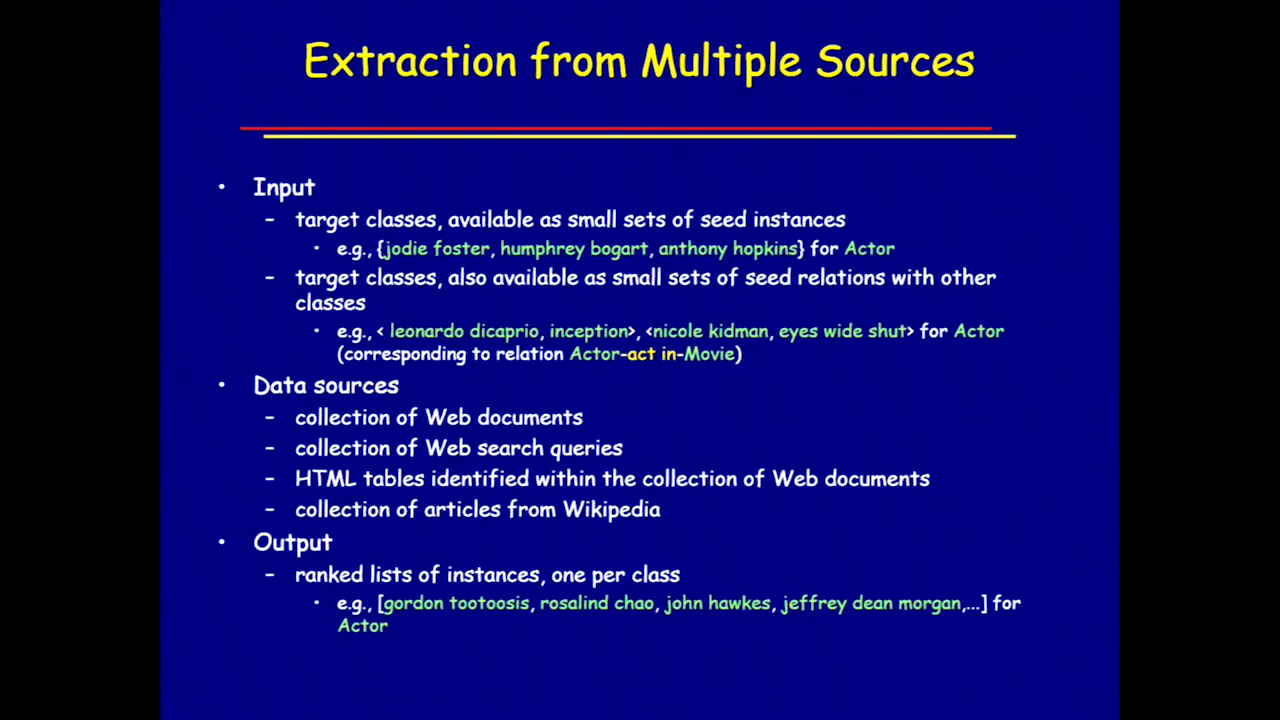 Extraction from Multiple Sources
• Input
– target classes, available as small sets of seed instances
• e.g., {jodie foster, humphrey bogart, anthony hopkins} for Actor
– target classes, also available as small sets of seed relations with other
classes
• e.g., < leonardo dicaprio, inception>, <nicole kidman, eyes wide shut> for Actor
(corresponding to relation Actor-act in-Movie)
• Data sources
– collection of Web documents
– collection of Web search queries
– HTML tables identified within the collection of Web documents
– collection of articles from Wikipedia
• Output
– ranked lists of instances, one per class
• e.g., [gordon tootoosis, rosalind chao, john hawkes, jeffrey dean morgan,...] for
Actor